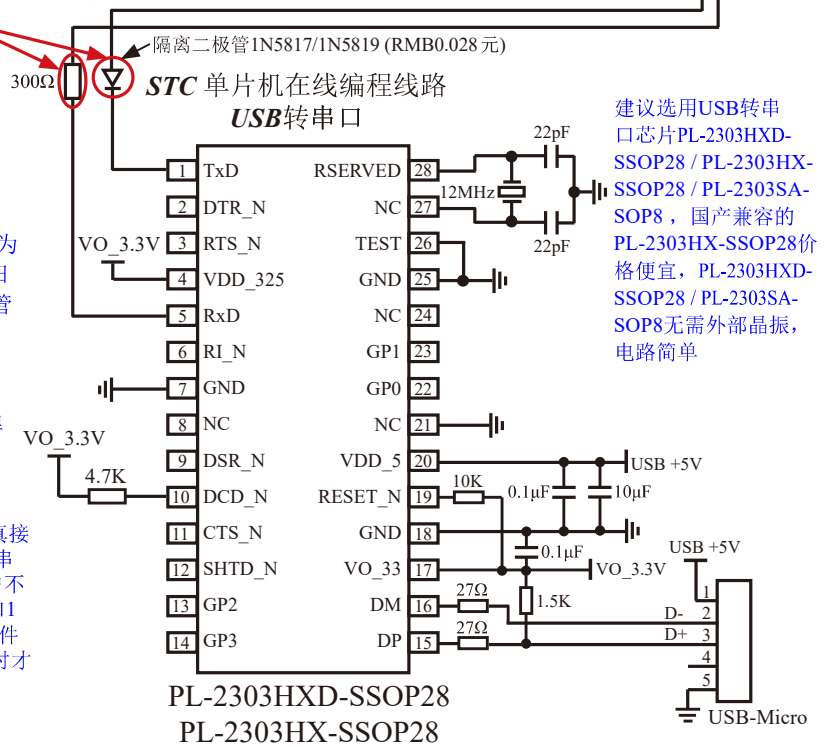 隔离二极管1N5817/1N5819 (RMB0.028元)
300Ω
STC 单片机在线编程线路
USB转串口
建议选用USB转串
口芯片PL-2303HXD-
SSOP28 / PL-2303HX-
SSOP28 / PL-2303SA-
SOP8，国产兼容的
PL-2303HX-SSOP28价
格便宜，PL-2303HXD-
SSOP28 / PL-2303SA-
SOP8无需外部晶振，
电路简单
22pF
12MHz
22pF
1 TxD
2 DTR_N
3 RTS_N
4 VDD_325
5 RxD
6 RI_N
7 GND
8 NC
9 DSR_N
10 DCD_N
11 CTS_N
12 SHTD_N
13 GP2
14 GP3
RSERVED 28
NC 27
TEST 26
GND 25
NC 24
GP1 23
GP0 22
NC 21
VDD_5 20
RESET_N 19
GND 18
VO_33 17
DM 16
DP 15
VO_3.3V
为
管
VO_3.3V
4.7K
接
串
不
1
件
才
10K
0.1μF
10μF
USB +5V
0.1μF
VO_3.3V
1.5K
27Ω
27Ω
USB +5V
D-
D+
1
2
3
4
5
USB-Micro
PL-2303HXD-SSOP28
PL-2303HX-SSOP28